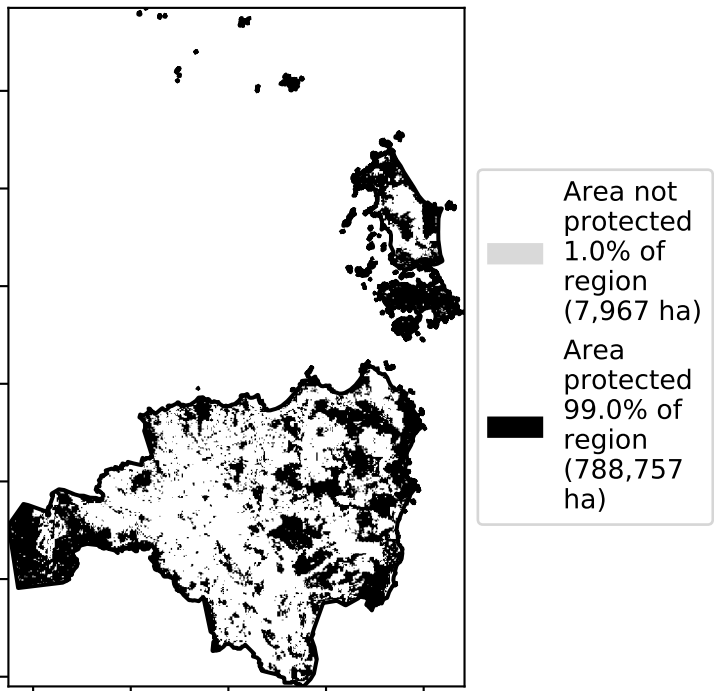 Area not
protected
1.0% of
region
(7,967 ha)
Area
protected
99.0% of
region
(788,757
ha)